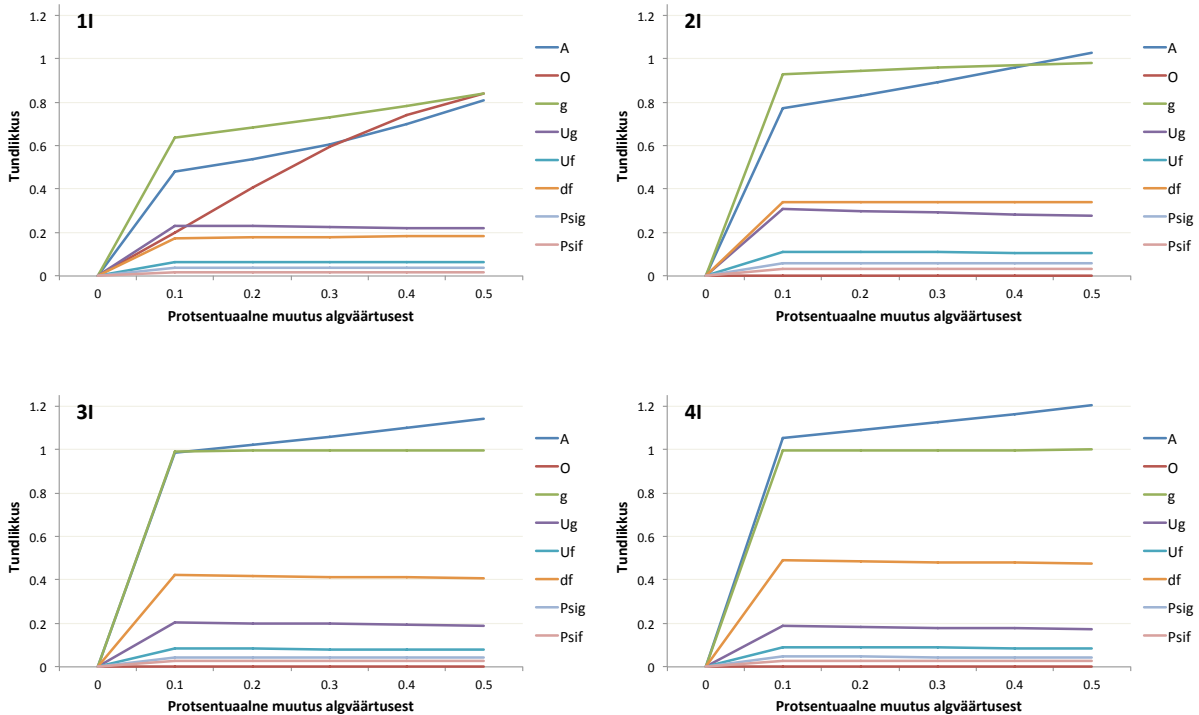 1I
1.2
1
0.8
0.6
0.4
0.2
0
Tundlikkus
0 0.1 0.2 0.3 0.4 0.5
Protsentuaalne muutus algväärtusest
A
O
g
Ug
Uf
df
Psig
Psif
2I
1.2
1
0.8
0.6
0.4
0.2
0
Tundlikkus
0 0.1 0.2 0.3 0.4 0.5
Protsentuaalne muutus algväärtusest
A
O
g
Ug
Uf
df
Psig
Psif
3I
1.2
1
0.8
0.6
0.4
0.2
0
Tundlikkus
0 0.1 0.2 0.3 0.4 0.5
Protsentuaalne muutus algväärtusest
A
O
g
Ug
Uf
df
Psig
Psif
4I
1.2
1
0.8
0.6
0.4
0.2
0
Tundlikkus
0 0.1 0.2 0.3 0.4 0.5
Protsentuaalne muutus algväärtusest
A
O
g
Ug
Uf
df
Psig
Psif